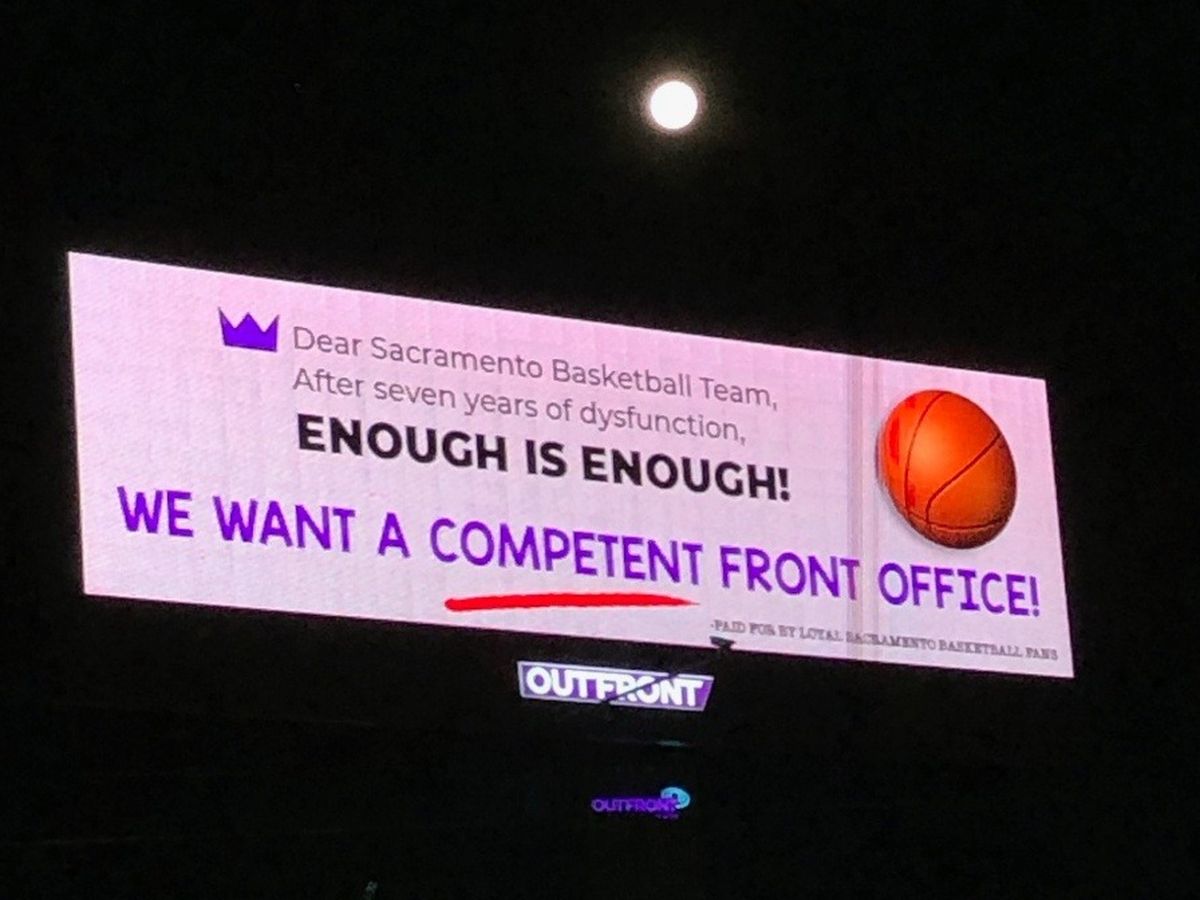 Dear Sacramento Basketball Team,
After seven years of dysfunction,
ENOUGH IS ENOUGH!
WE WANT A COMPETENT FRONT OFFICE!
-PAID FOR BY LOYAL SACRAMENTO BASKETBALL FANS
OUTFRONT
OUTFRONT